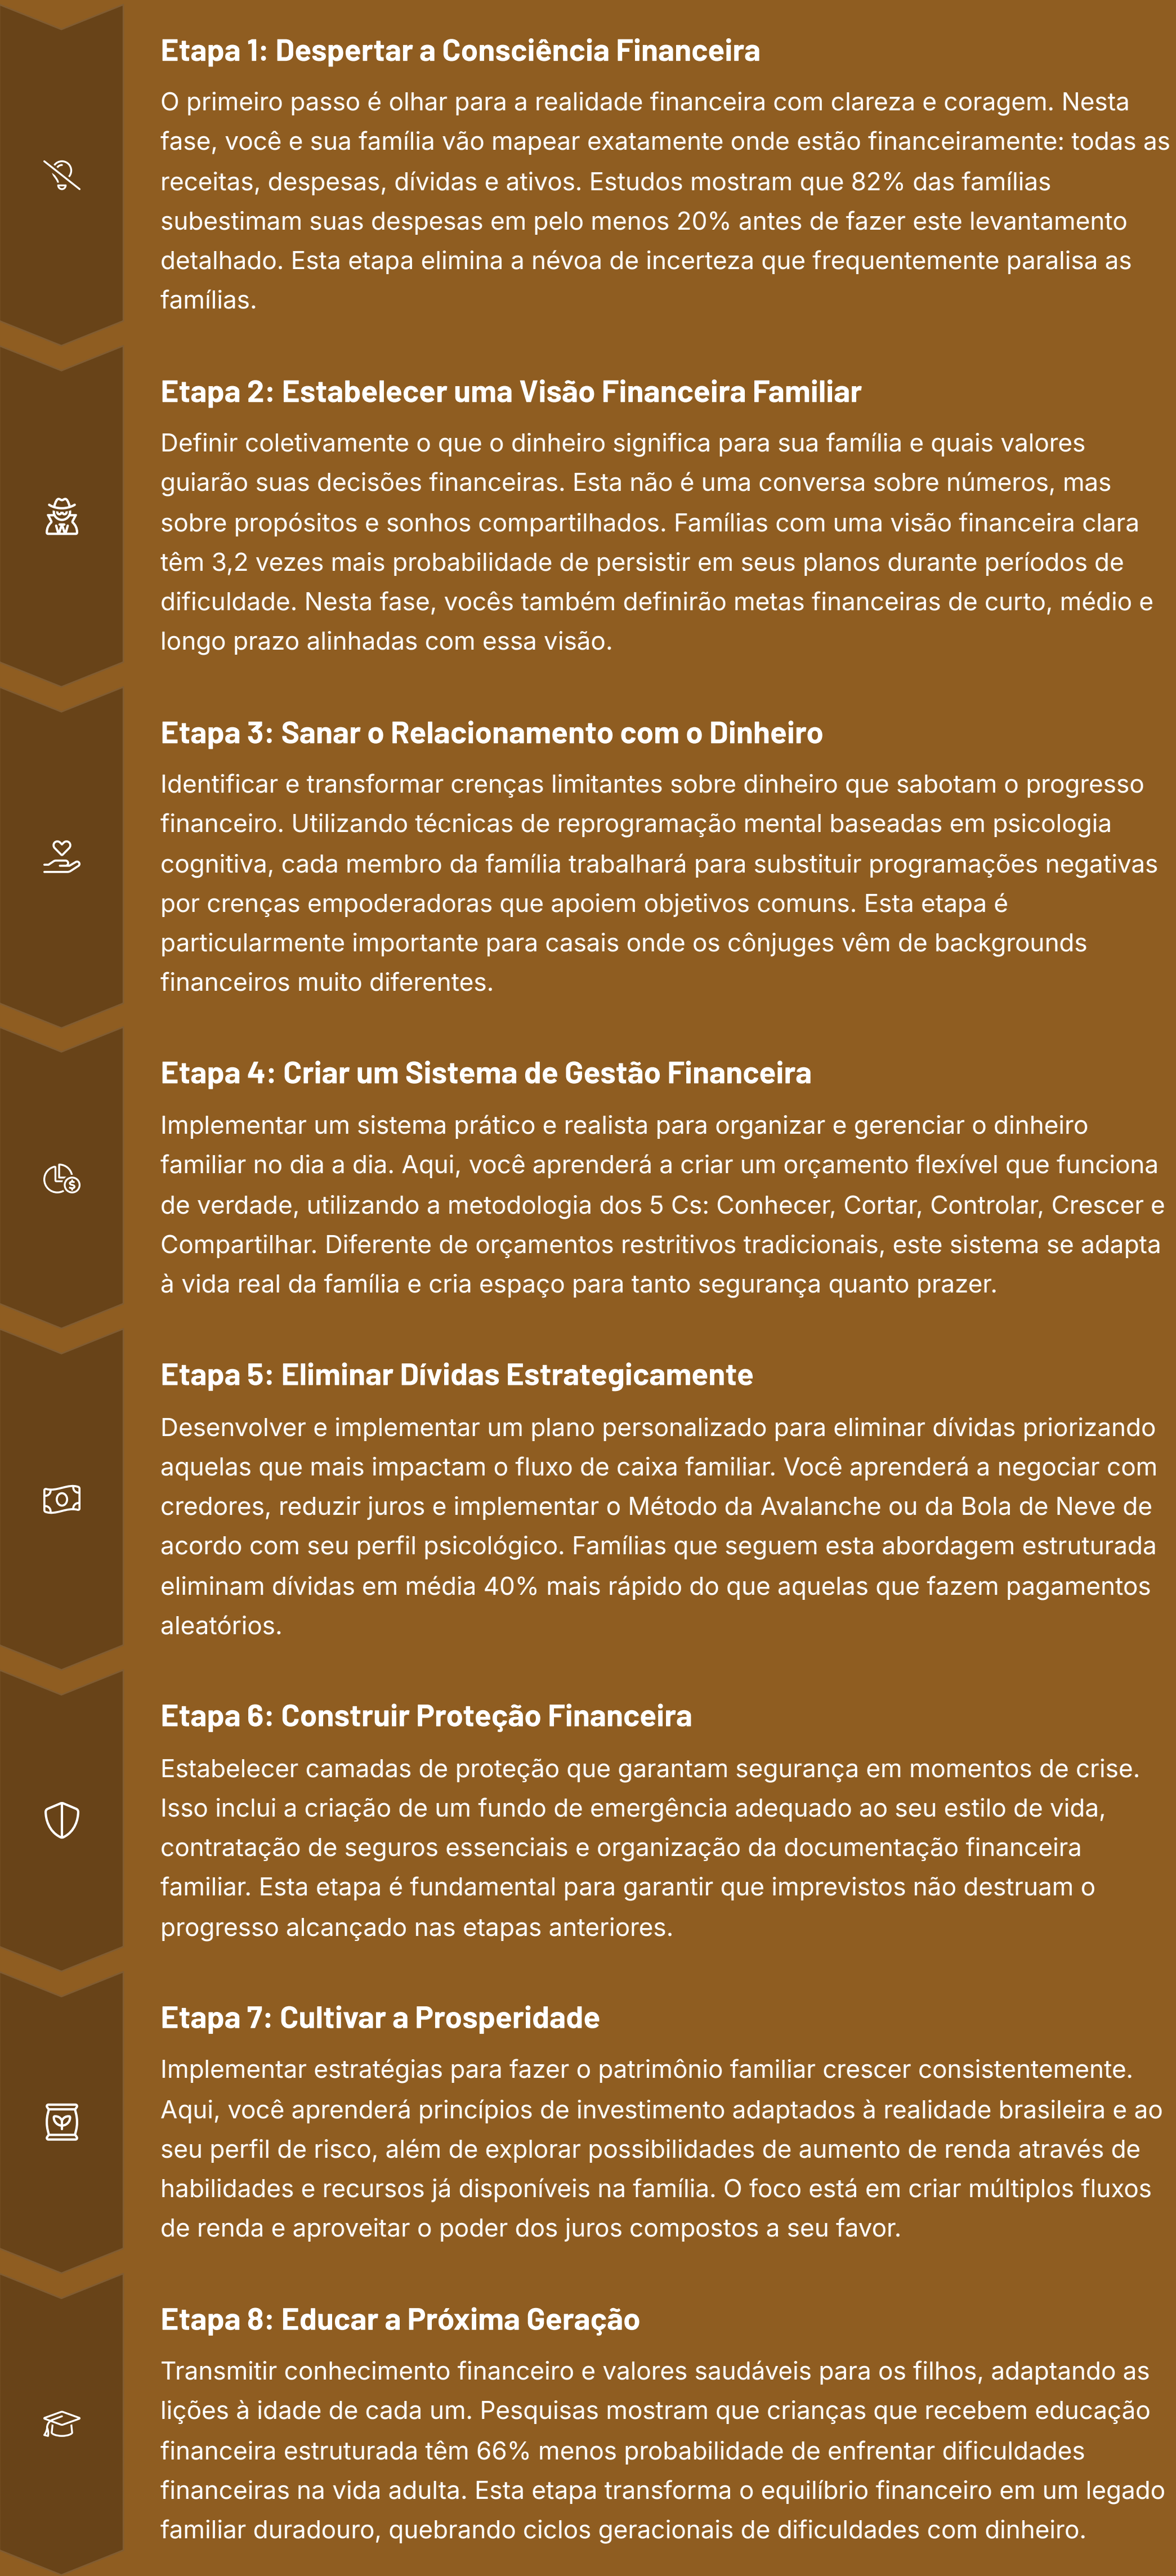 Etapa 1: Despertar a Consciência Financeira
O primeiro passo é olhar para a realidade financeira com clareza e coragem. Nesta
fase, você e sua família vão mapear exatamente onde estão financeiramente: todas as
receitas, despesas, dívidas e ativos. Estudos mostram que 82% das famílias
subestimam suas despesas em pelo menos 20% antes de fazer este levantamento
detalhado. Esta etapa elimina a névoa de incerteza que frequentemente paralisa as
famílias.
Etapa 2: Estabelecer uma Visão Financeira Familiar
Definir coletivamente o que o dinheiro significa para sua família e quais valores
guiarão suas decisões financeiras. Esta não é uma conversa sobre números, mas
sobre propósitos e sonhos compartilhados. Famílias com uma visão financeira clara
têm 3,2 vezes mais probabilidade de persistir em seus planos durante períodos de
dificuldade. Nesta fase, vocês também definirão metas financeiras de curto, médio e
longo prazo alinhadas com essa visão.
Etapa 3: Sanar o Relacionamento com o Dinheiro
Identificar e transformar crenças limitantes sobre dinheiro que sabotam o progresso
financeiro. Utilizando técnicas de reprogramação mental baseadas em psicologia
cognitiva, cada membro da família trabalhará para substituir programações negativas
por crenças empoderadoras que apoiem objetivos comuns. Esta etapa é
particularmente importante para casais onde os cônjuges vêm de backgrounds
financeiros muito diferentes.
Etapa 4: Criar um Sistema de Gestão Financeira
Implementar um sistema prático e realista para organizar e gerenciar o dinheiro
familiar no dia a dia. Aqui, você aprenderá a criar um orçamento flexível que funciona
de verdade, utilizando a metodologia dos 5 Cs: Conhecer, Cortar, Controlar, Crescer e
Compartilhar. Diferente de orçamentos restritivos tradicionais, este sistema se adapta
à vida real da família e cria espaço para tanto segurança quanto prazer.
Etapa 5: Eliminar Dívidas Estrategicamente
Desenvolver e implementar um plano personalizado para eliminar dívidas priorizando
aquelas que mais impactam o fluxo de caixa familiar. Você aprenderá a negociar com
credores, reduzir juros e implementar o Método da Avalanche ou da Bola de Neve de
acordo com seu perfil psicológico. Famílias que seguem esta abordagem estruturada
eliminam dívidas em média 40% mais rápido do que aquelas que fazem pagamentos
aleatórios.
Etapa 6: Construir Proteção Financeira
Estabelecer camadas de proteção que garantam segurança em momentos de crise.
Isso inclui a criação de um fundo de emergência adequado ao seu estilo de vida,
contratação de seguros essenciais e organização da documentação financeira
familiar. Esta etapa é fundamental para garantir que imprevistos não destruam o
progresso alcançado nas etapas anteriores.
Etapa 7: Cultivar a Prosperidade
Implementar estratégias para fazer o patrimônio familiar crescer consistentemente.
Aqui, você aprenderá princípios de investimento adaptados à realidade brasileira e ao
seu perfil de risco, além de explorar possibilidades de aumento de renda através de
habilidades e recursos já disponíveis na família. O foco está em criar múltiplos fluxos
de renda e aproveitar o poder dos juros compostos a seu favor.
Etapa 8: Educar a Próxima Geração
Transmitir conhecimento financeiro e valores saudáveis para os filhos, adaptando as
lições à idade de cada um. Pesquisas mostram que crianças que recebem educação
financeira estruturada têm 66% menos probabilidade de enfrentar dificuldades
financeiras na vida adulta. Esta etapa transforma o equilíbrio financeiro em um legado
familiar duradouro, quebrando ciclos geracionais de dificuldades com dinheiro.